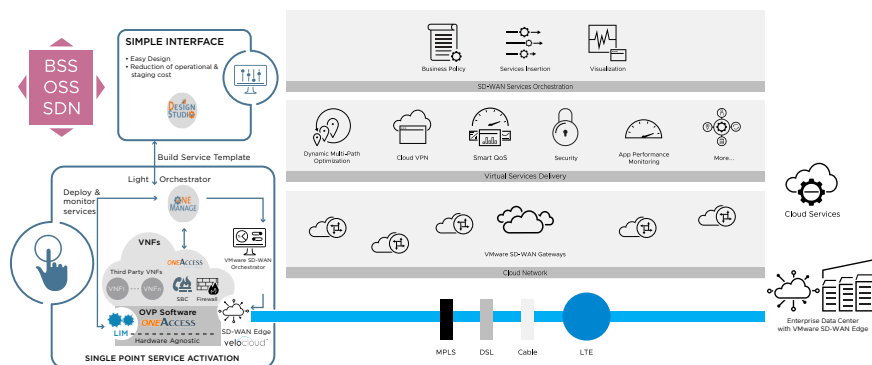 BSS
OSS
SDN
SIMPLE INTERFACE
• Easy Design
• Reduction of operational &
staging cost
DESIGN
STUDIO
Build Service Template
Deploy &
monitor
services
Light
Orchestrator
ONE
MANAGE
VNFs
ONEACCESS
VMware SD-WAN
Orchestrator
Third Party VNFs
VNF1 ... VNFn
SBC
Firewall
OVP Software
ONEACCESS
LIM
Hardware Agnostic
SD-WAN Edge
velocloud
SINGLE POINT SERVICE ACTIVATION
Business Policy
Services Insertion
Visualization
SD-WAN Services Orchestration
Dynamic Multi-Path
Optimization
Cloud VPN
Smart QoS
Security
App Performance
Monitoring
More...
Virtual Services Delivery
VMware SD-WAN Gateways
Cloud Network
MPLS
DSL
Cable
LTE
Cloud Services
Enterprise Data Center
with VMware SD-WAN Edge